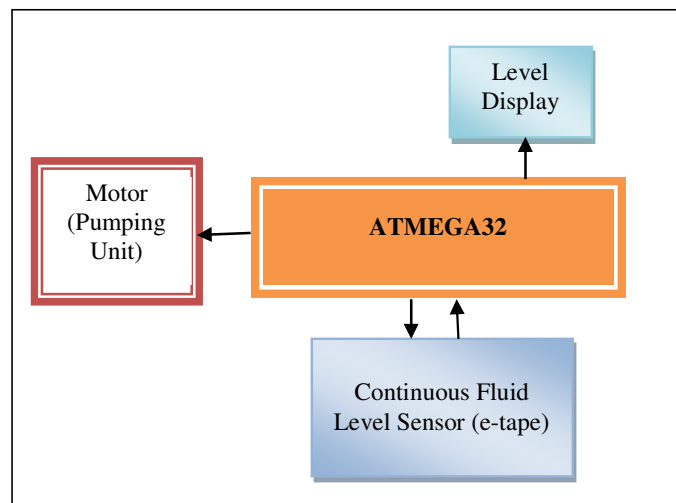 Level
Display
Motor
(Pumping
Unit)
ATMEGA32
Continuous Fluid
Level Sensor (e-tape)